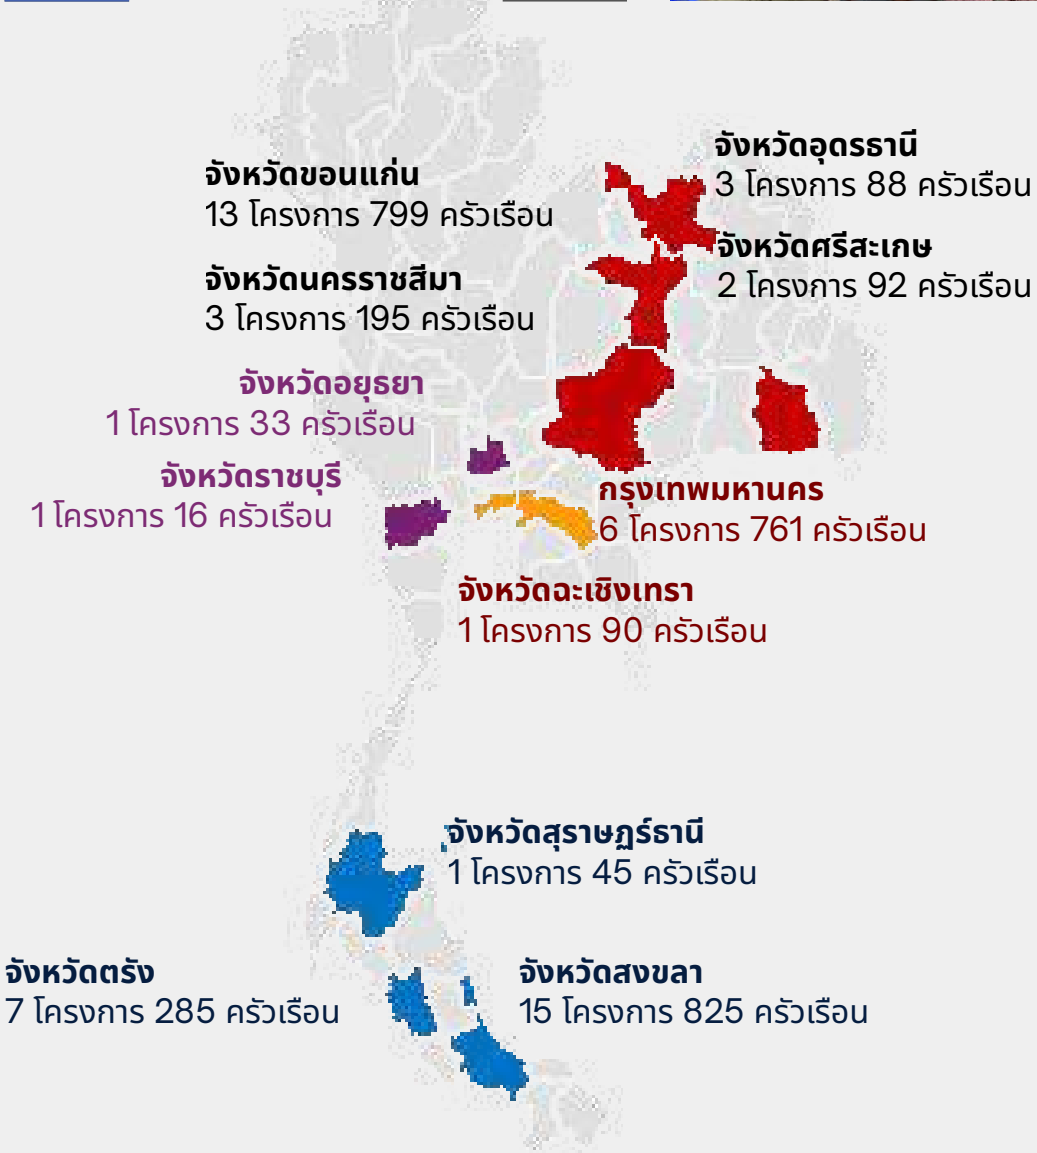 จังหวัดอุดรธานี
3 โครงการ 88 ครัวเรือน
จังหวัดขอนแก่น
13 โครงการ 799 ครัวเรือน
จังหวัดศรีสะเกษ
2 โครงการ 92 ครัวเรือน
จังหวัดนครราชสีมา
3 โครงการ 195 ครัวเรือน
จังหวัดอยุธยา
1 โครงการ 33 ครัวเรือน
จังหวัดราชบุรี
1 โครงการ 16 ครัวเรือน
กรุงเทพมหานคร
6 โครงการ 761 ครัวเรือน
จังหวัดฉะเชิงเทรา
1 โครงการ 90 ครัวเรือน
จังหวัดสุราษฎร์ธานี
1 โครงการ 45 ครัวเรือน
จังหวัดตรัง
7 โครงการ 285 ครัวเรือน
จังหวัดสงขลา
15 โครงการ 825 ครัวเรือน